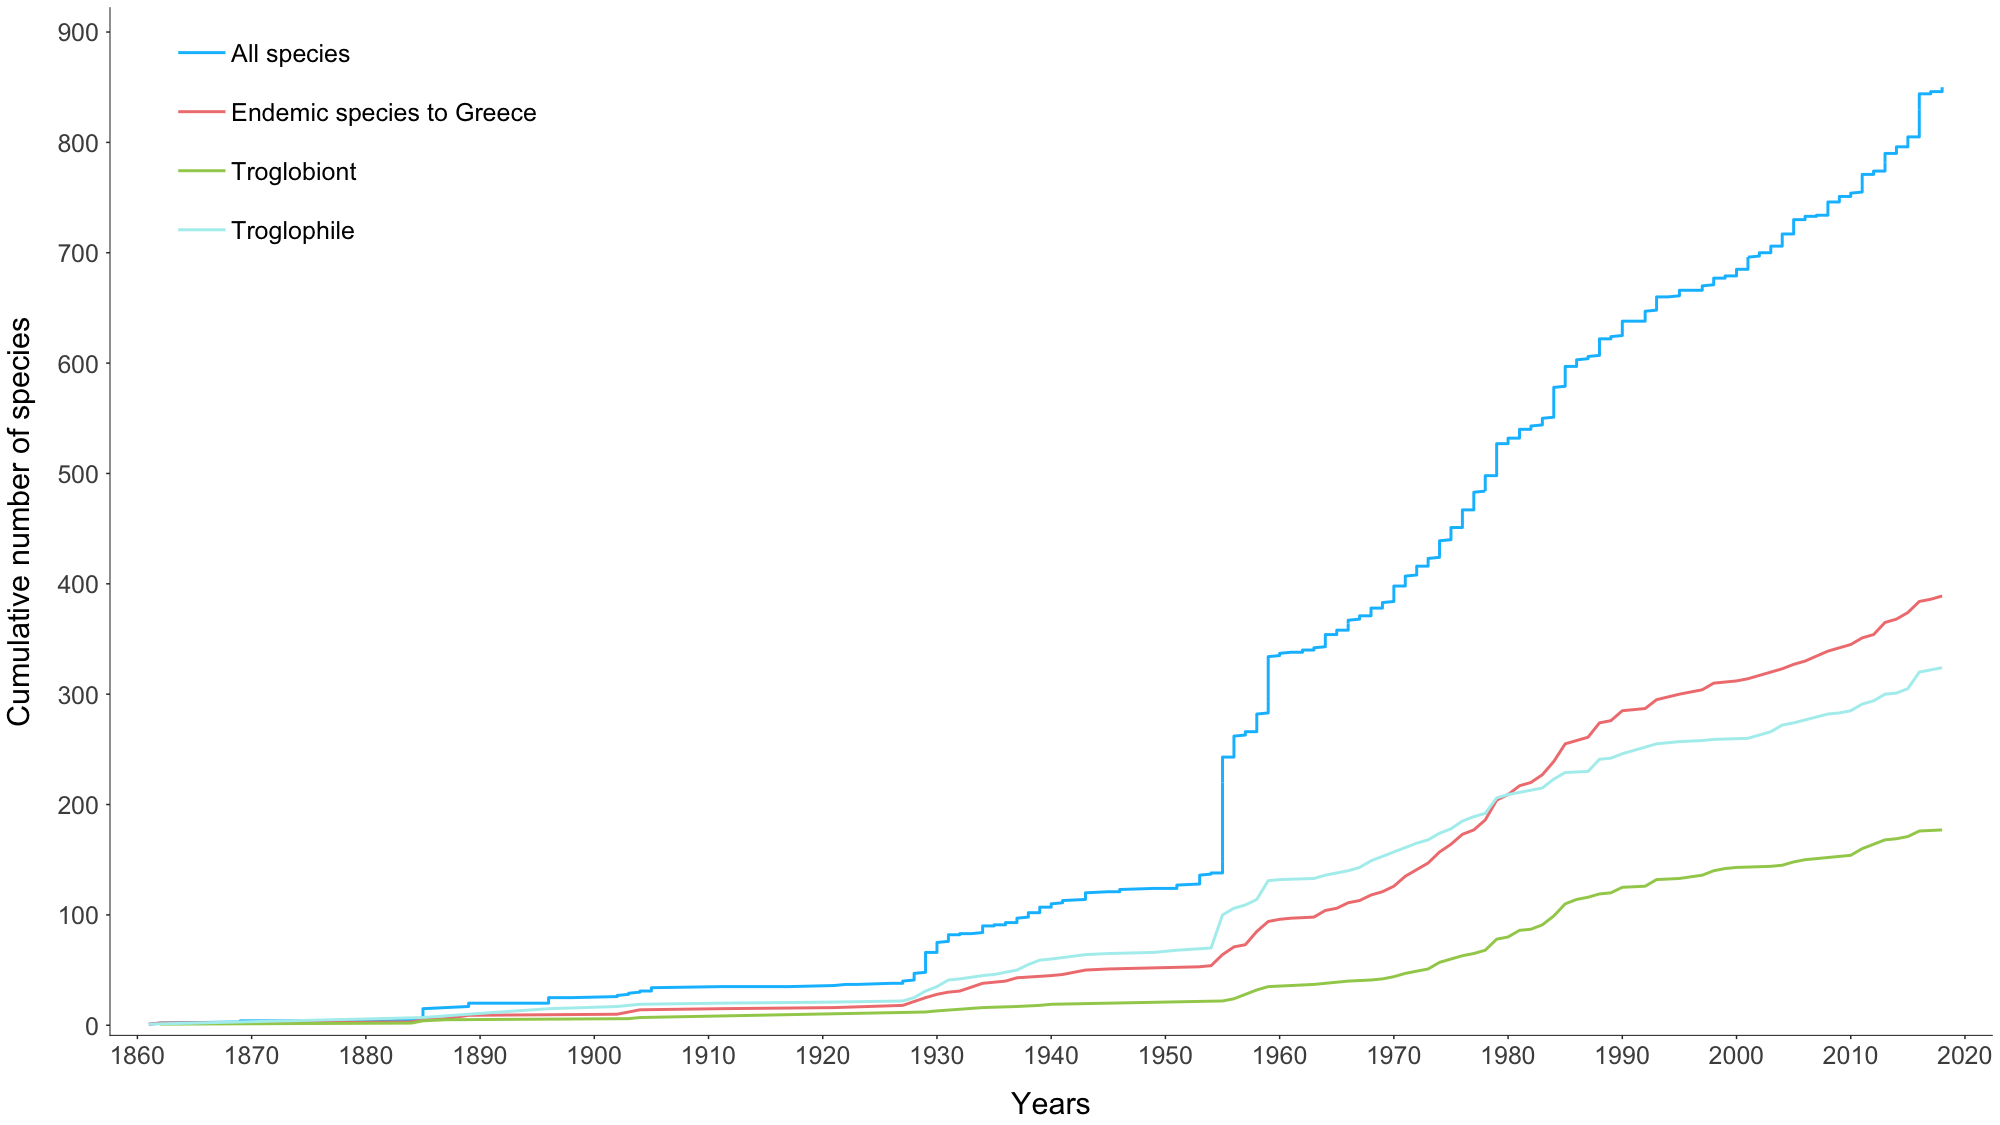 900
800
700
600
500
400
300
200
100
0
Cumulative number of species
All species
Endemic species to Greece
Troglobiont
Troglophile
1860 1870 1880 1890 1900 1910 1920 1930 1940 1950 1960 1970 1980 1990 2000 2010 2020
Years